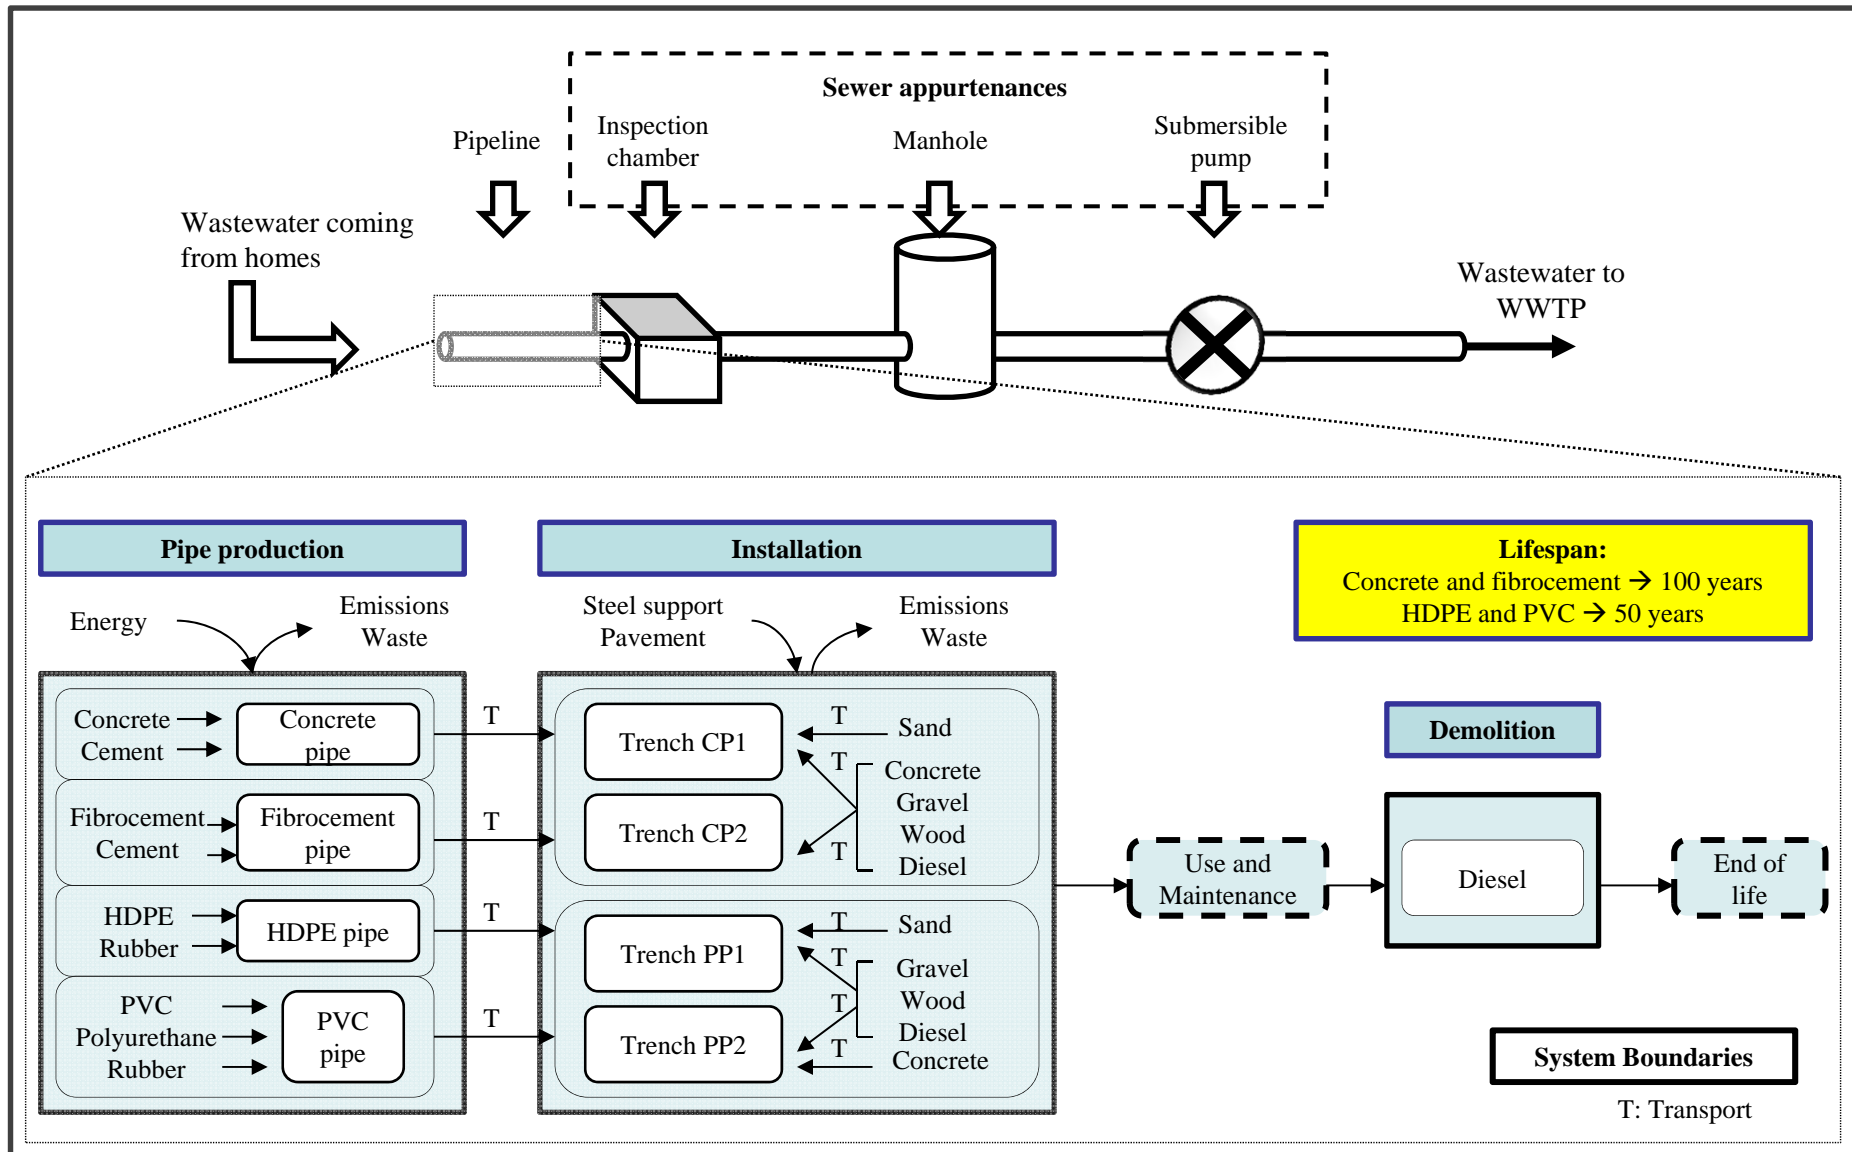 Sewer appurtenances
Pipeline
Inspection
chamber
Manhole
Submersible
pump
Wastewater coming
from homes
Wastewater to
WWTP
Pipe production
Installation
Lifespan:
Concrete and fibrocement → 100 years
HDPE and PVC → 50 years
Energy
Emissions
Waste
Steel support
Pavement
Emissions
Waste
Concrete
Cement
Concrete
pipe
T
Fibrocement
Cement
Fibrocement
pipe
T
HDPE
Rubber
HDPE pipe
T
PVC
Polyurethane
Rubber
PVC
pipe
T
Trench CP1
T
Sand
T
Concrete
Gravel
Wood
Diesel
Trench CP2
T
Trench PP1
T
Sand
T
Gravel
Wood
Diesel
T
Trench PP2
T
Concrete
Use and
Maintenance
Demolition
Diesel
End of
life
System Boundaries
T: Transport